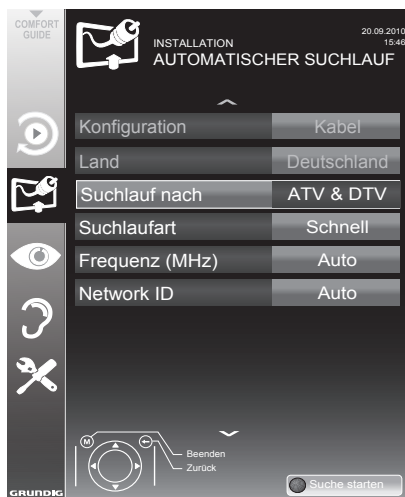 COMFORT
GUIDE
20.09.2010
15:46
INSTALLATION
AUTOMATISCHER SUCHLAUF
Konfiguration Kabel
Land Deutschland
Suchlauf nach ATV & DTV
Suchlaufart Schnell
Frequenz (MHz) Auto
Network ID Auto
M
Beenden
Zurück
GRUNDIG
Suche starten